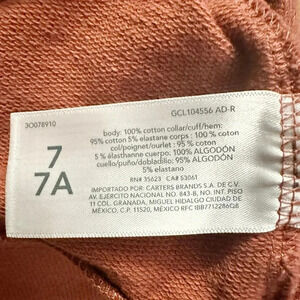 3O078910
GCL104556 AD-R
7
7A
body: 100% cotton collar/cuff/hem:
95% cotton 5% elastane corps : 100 % coton
col/poignet/ourlet : 95 % coton
5 % élasthanne cuerpo: 100% ALGODÓN
cuello/puño/dobladillo: 95% ALGODÓN
5% elastano
RN# 35623 CA# 53061
IMPORTADO POR: CARTERS BRANDS S.A. DE C.V.
AV. EJERCITO NACIONAL NO. 843-B, NO. INT. PISO
11 COL. GRANADA, MIGUEL HIDALGO CIUDAD DE
MÉXICO, C.P. 11520, MÉXICO RFC IBB7712286Q8